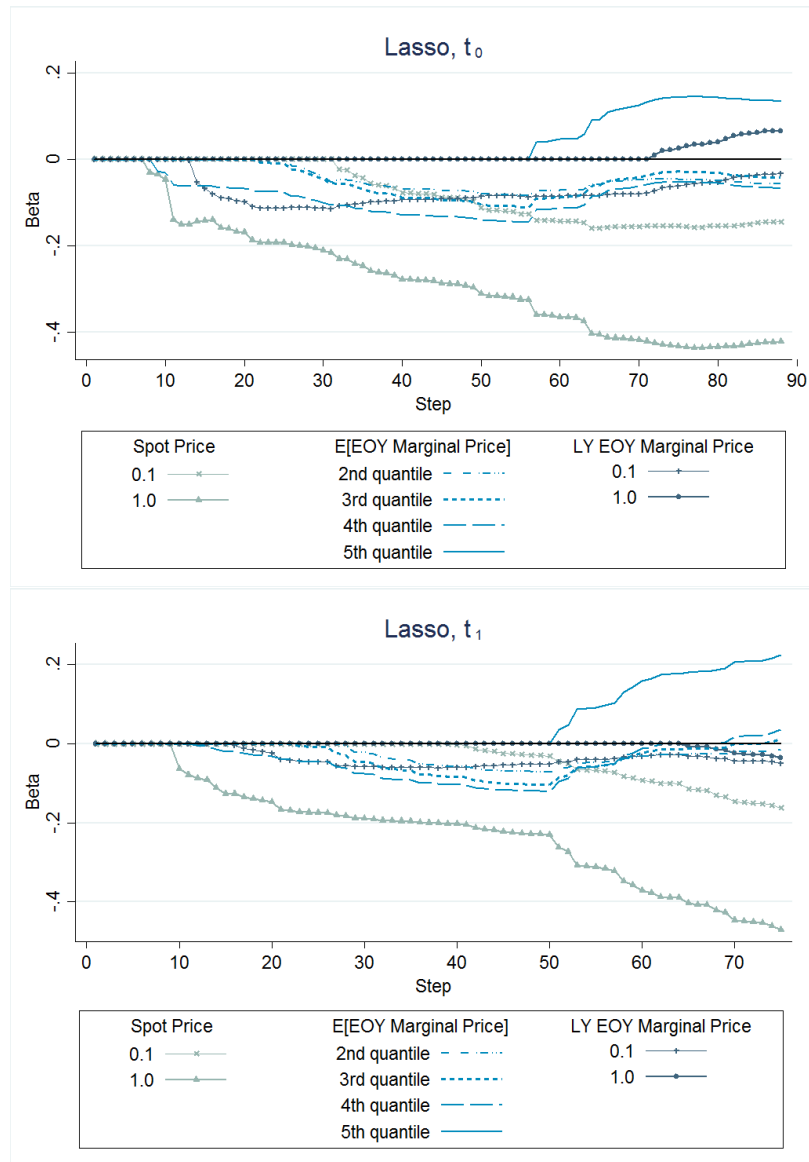 Lasso, t 0
.2
0
-.2
-.4
Beta
0 10 20 30 40 50 60 70 80 90
Step
Spot Price E[EOY Marginal Price] LY EOY Marginal Price
0.1 2nd quantile 0.1
1.0 3rd quantile 1.0
4th quantile
5th quantile
Lasso, t 1
.2
0
-.2
-.4
Beta
0 10 20 30 40 50 60 70
Step
Spot Price E[EOY Marginal Price] LY EOY Marginal Price
0.1 2nd quantile 0.1
1.0 3rd quantile 1.0
4th quantile
5th quantile